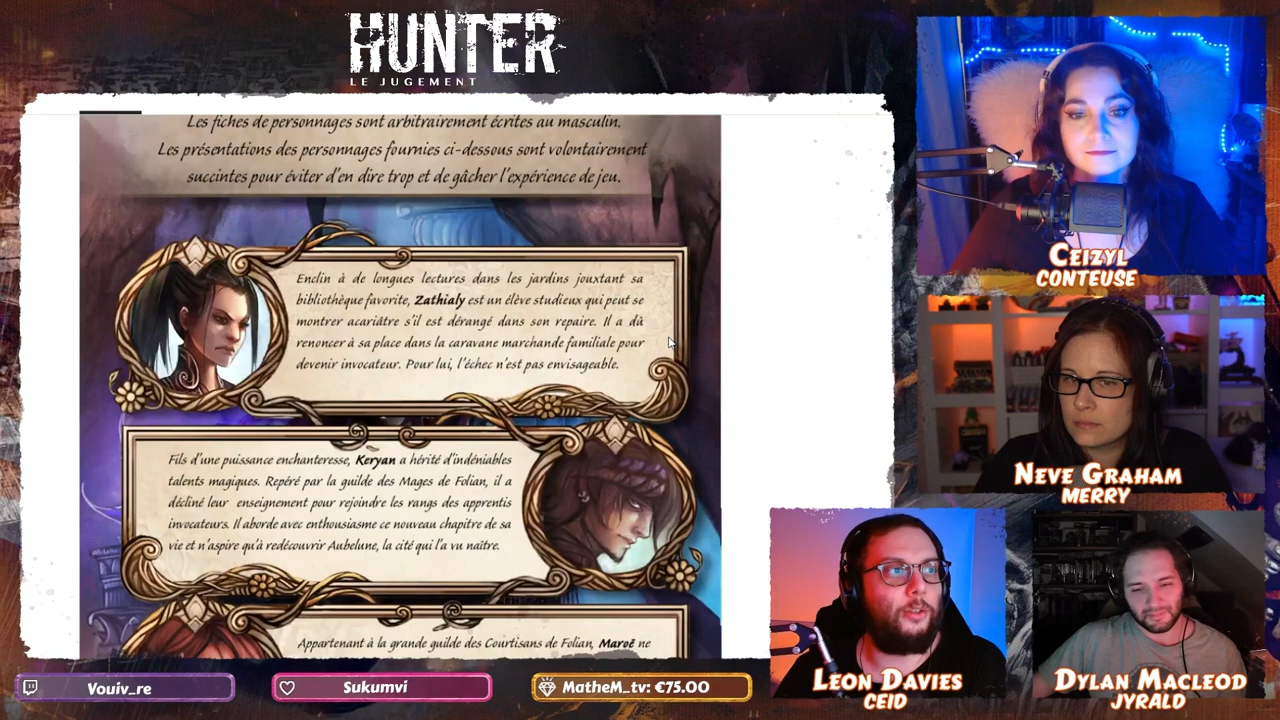 HUNTER
LE JUGEMENT
Les fiches de personnages sont arbitrairement écrites au masculin.
Les présentations des personnages fournies ci-dessous sont volontairement
succintes pour éviter d'en dire trop et de gâcher l'expérience de jeu.
Enclin à de longues lectures dans les jardins jouxtant sa
bibliothèque favorite, Zathialy est un élève studieux qui peut se
montrer acariâtre s'il est dérangé dans son repaire. Il a dû
renoncer à sa place dans la caravane marchande familiale pour
devenir invocateur. Pour lui, l'échec n'est pas envisageable.
Fils d'une puissance enchanteresse, Keryan a hérité d'indéniables
talents magiques. Repéré par la guilde des Mages de Folian, il a
décliné leur enseignement pour rejoindre les rangs des apprentis
invocateurs. Il aborde avec enthousiasme ce nouveau chapitre de sa
vie et n'aspire qu'à redécouvrir Aubelune, la cité qui l'a vu naître.
Appartenant à la grande guilde des Courtisans de Folian, Maroë ne
Ceizyl
CONTEUSE
Neve Graham
MERRY
Leon Davies
CEID
Dylan Macleod
JYRALD
Vouiv_re
Sukumvi
MatheM_tv: €75.00